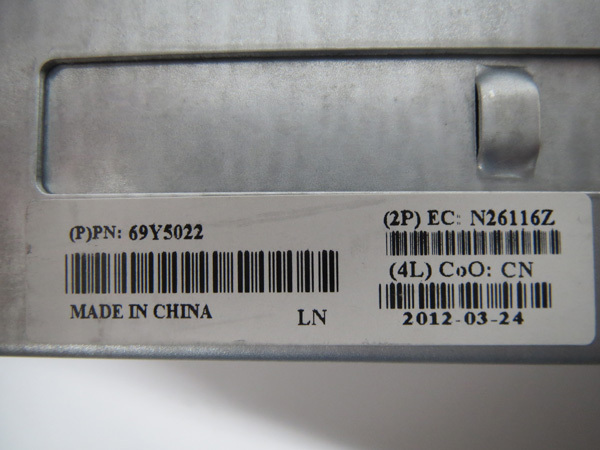 (P)PN: 69Y5022
MADE IN CHINA
LN
(2P) EC: N26116Z
(4L) CoO: CN
2012-03-24